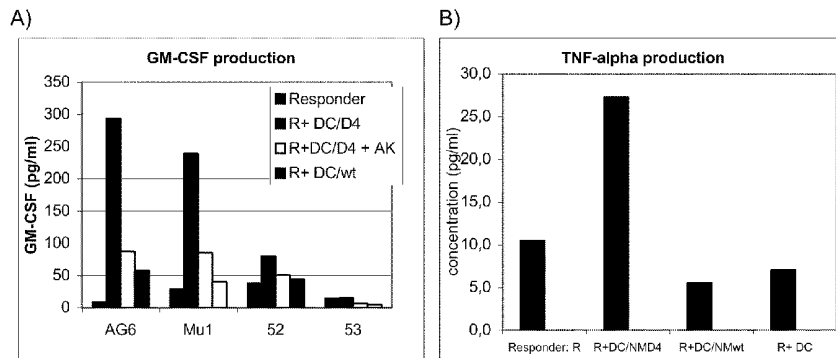 A)
GM-CSF production
GM-CSF (pg/ml)
350
300
250
200
150
100
50
0
Responder
R+ DC/D4
R+DC/D4 + AK
R+ DC/wt
AG6 Mu1 52 53
B)
TNF-alpha production
concentration (pg/ml)
30,0
25,0
20,0
15,0
10,0
5,0
0,0
Responder: R R+DC/NMD4 R+DC/NMwt R+ DC